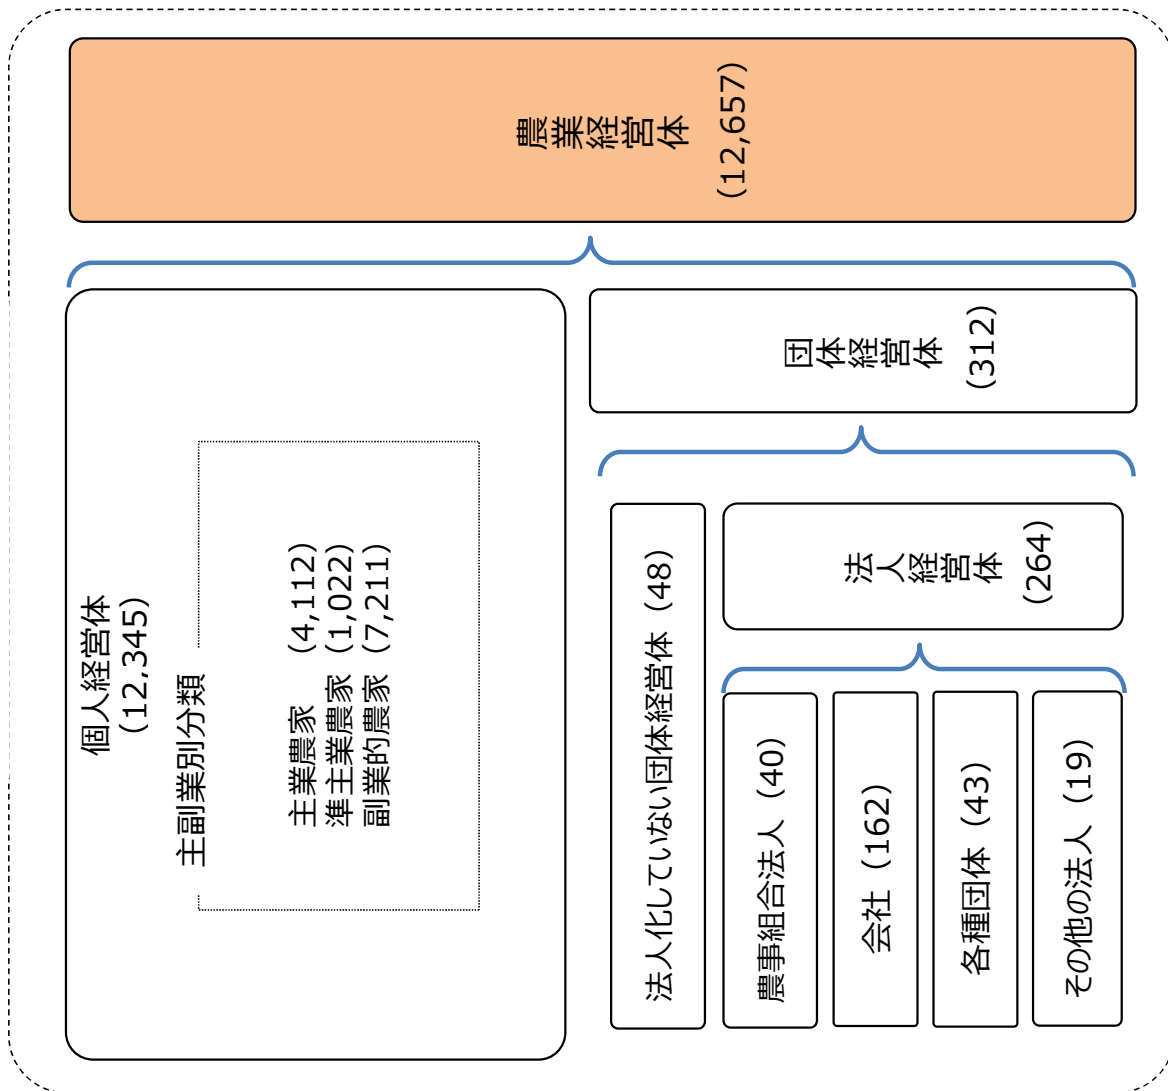 農業経営体 (12,657)
個人経営体
(12,345)
主副業別分類
主業農家 (4,112)
準主業農家 (1,022)
副業的農家 (7,211)
団体経営体 (312)
法人化していない団体経営体 (48)
法人経営体
(264)
農事組合法人 (40)
会社 (162)
各種団体 (43)
その他の法人 (19)